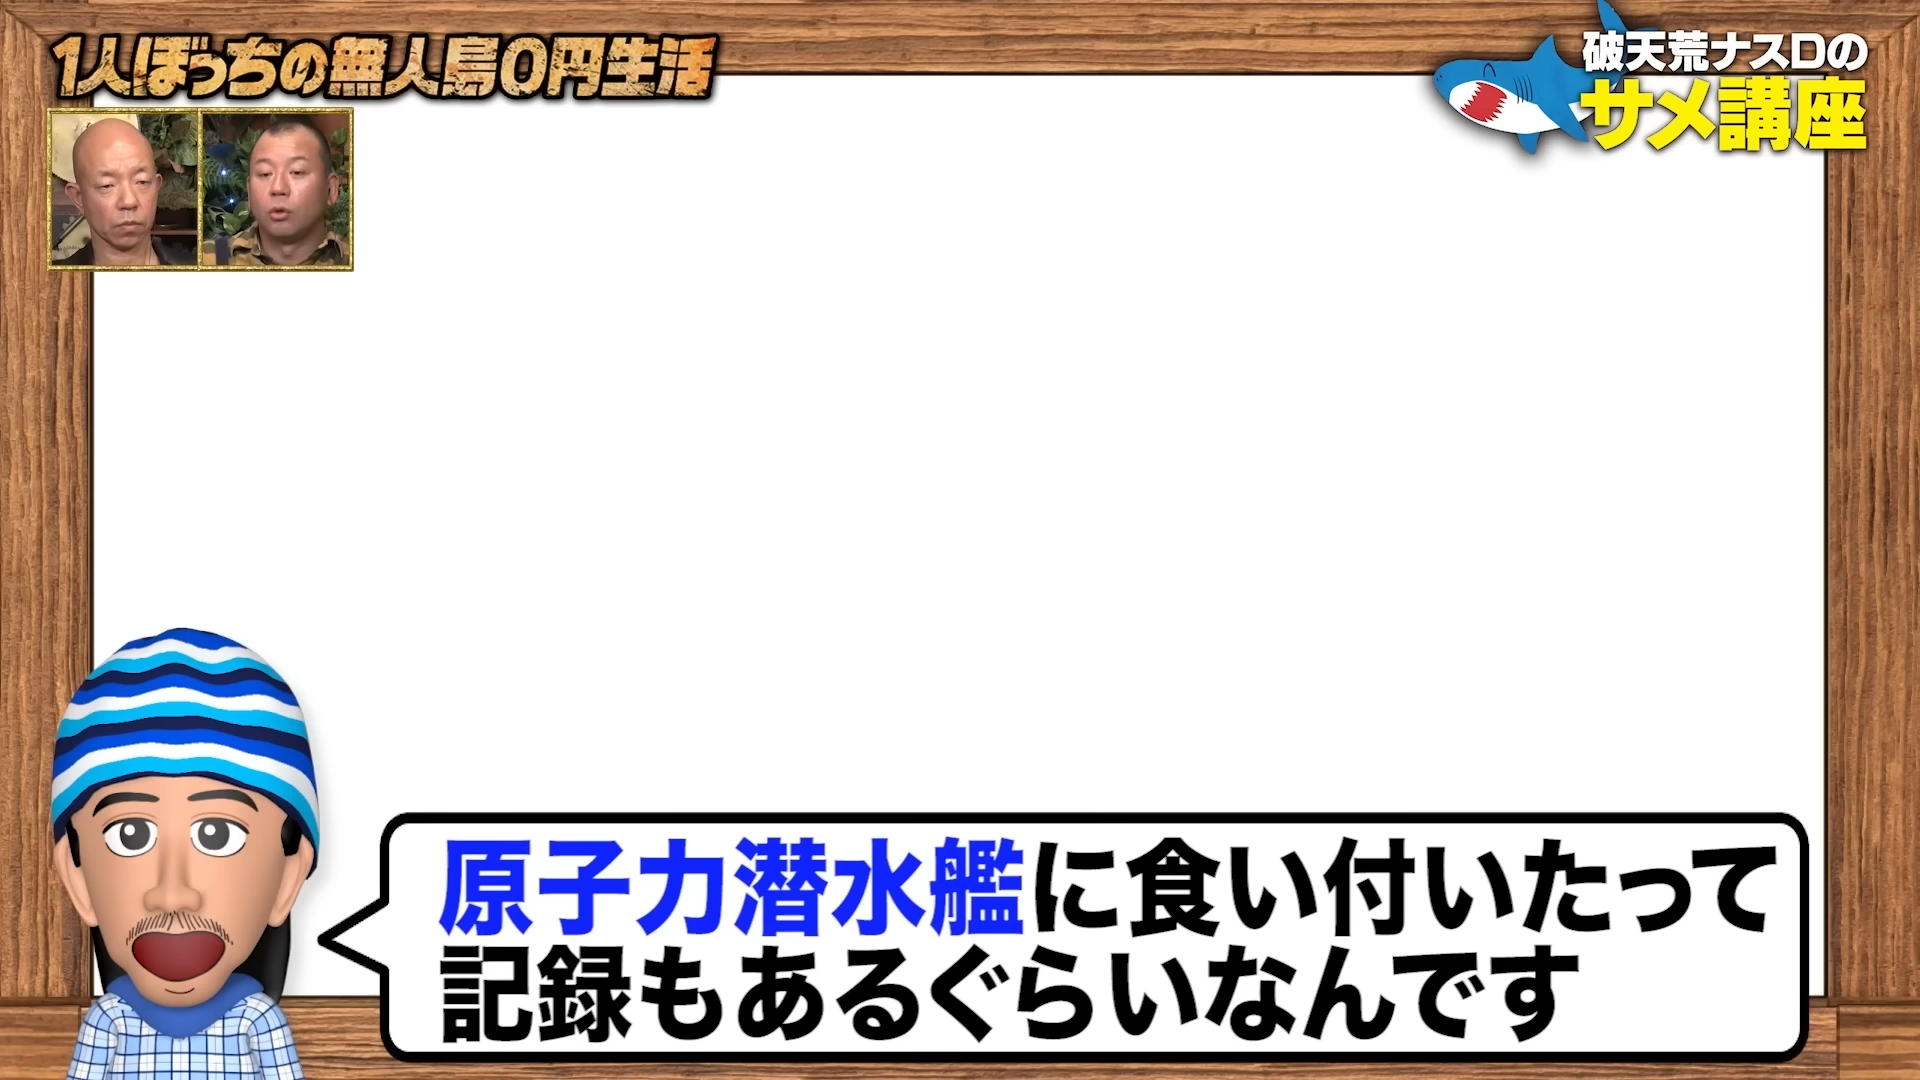 1人ぼっちの無人島0円生活
破天荒ナスDの
サメ講座
原子力潜水艦に食い付いたって
記録もあるぐらいなんです